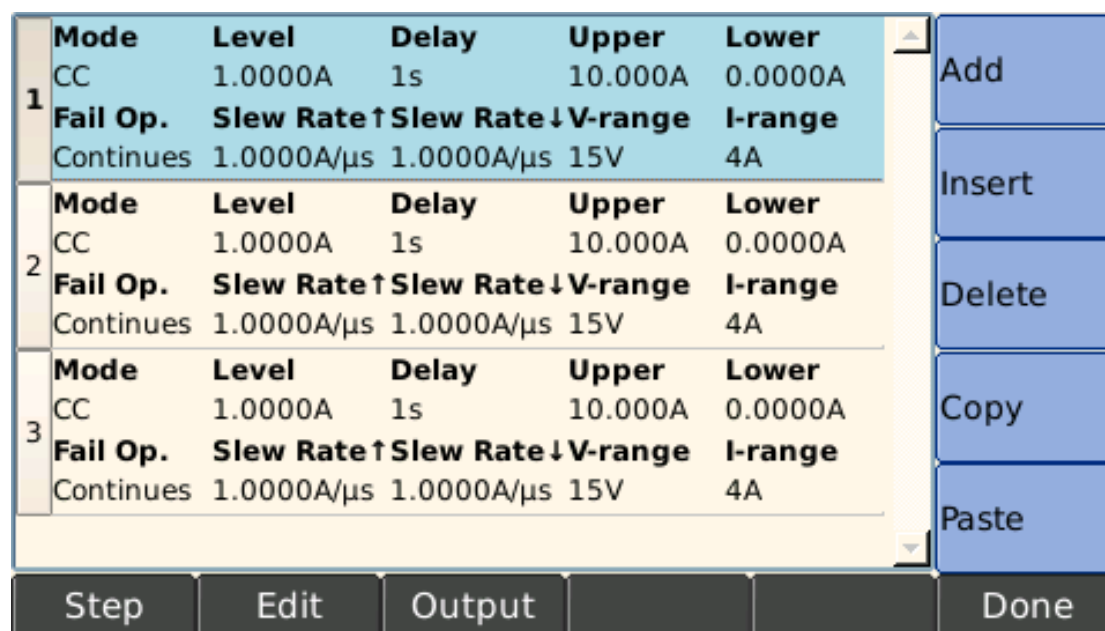 1
Mode Level Delay Upper Lower
CC 1.0000A 1s 10.000A 0.0000A
Fail Op. Slew Rate↑ Slew Rate↓ V-range I-range
Continues 1.0000A/μs 1.0000A/μs 15V 4A
2
Mode Level Delay Upper Lower
CC 1.0000A 1s 10.000A 0.0000A
Fail Op. Slew Rate↑ Slew Rate↓ V-range I-range
Continues 1.0000A/μs 1.0000A/μs 15V 4A
3
Mode Level Delay Upper Lower
CC 1.0000A 1s 10.000A 0.0000A
Fail Op. Slew Rate↑ Slew Rate↓ V-range I-range
Continues 1.0000A/μs 1.0000A/μs 15V 4A
Add
Insert
Delete
Copy
Paste
Step Edit Output Done